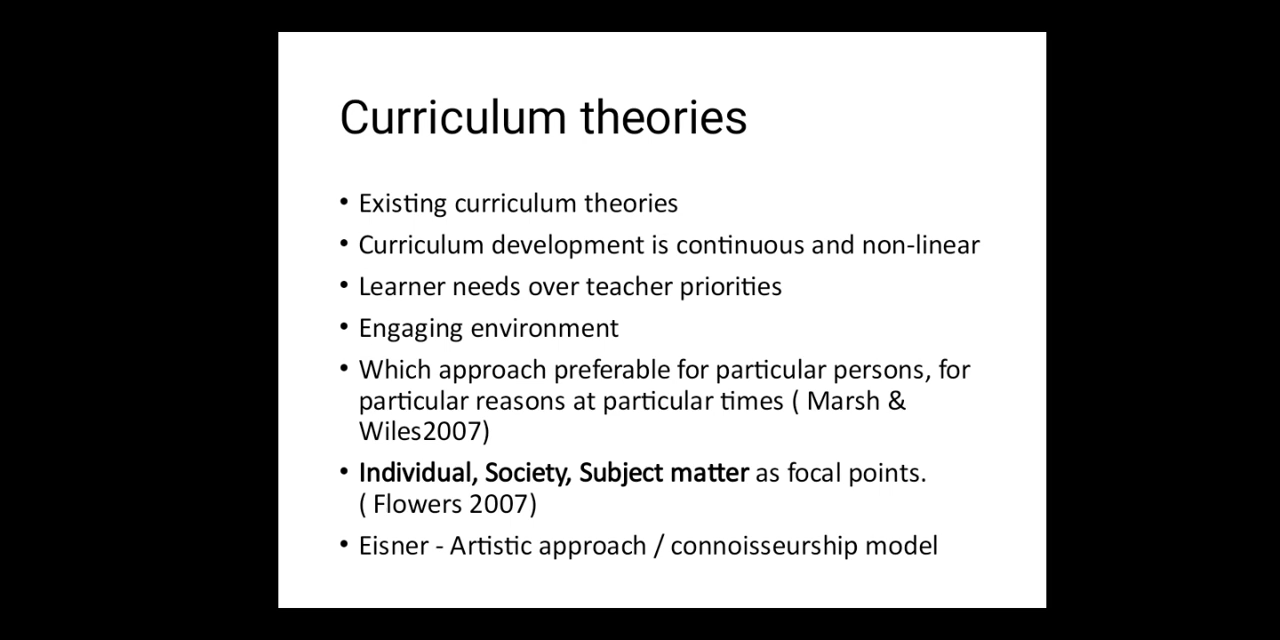 Curriculum theories
• Existing curriculum theories
• Curriculum development is continuous and non-linear
• Learner needs over teacher priorities
• Engaging environment
• Which approach preferable for particular persons, for
particular reasons at particular times ( Marsh &
Wiles2007)
• Individual, Society, Subject matter as focal points.
( Flowers 2007)
• Eisner - Artistic approach / connoisseurship model